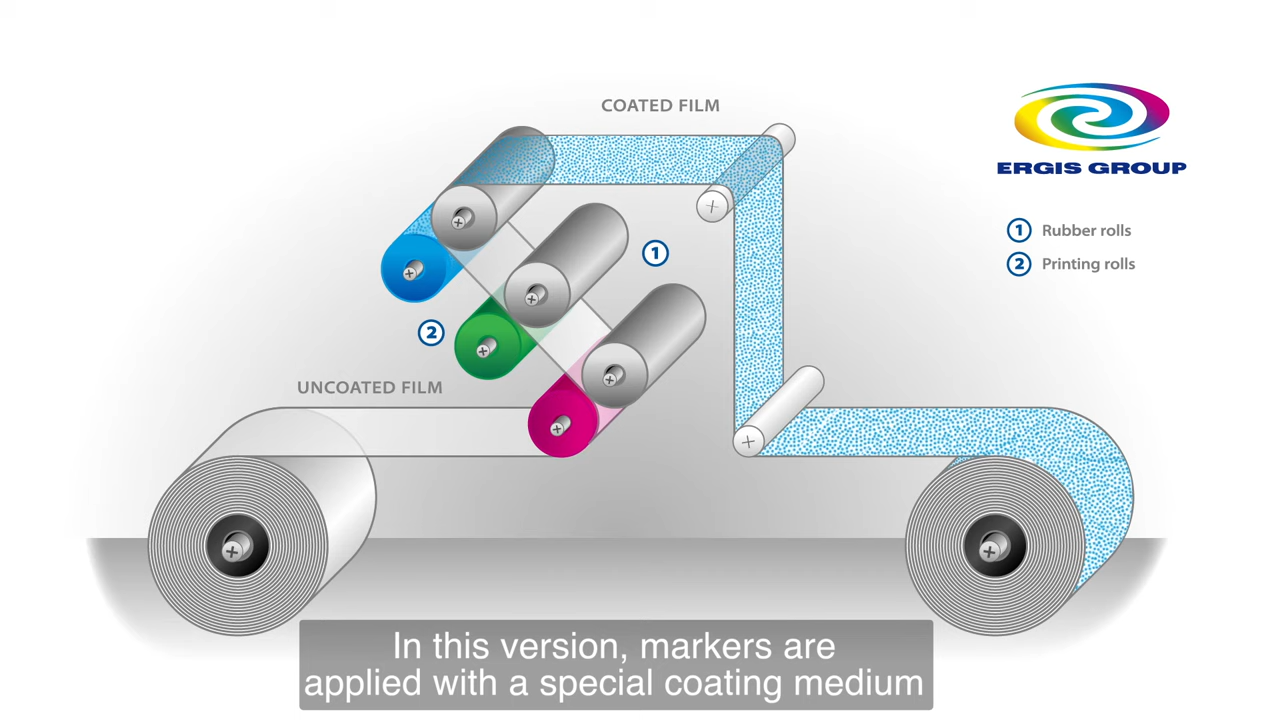 COATED FILM
ERGIS GROUP
1 Rubber rolls
2 Printing rolls
1
2
UNCOATED FILM
In this version, markers are
applied with a special coating medium